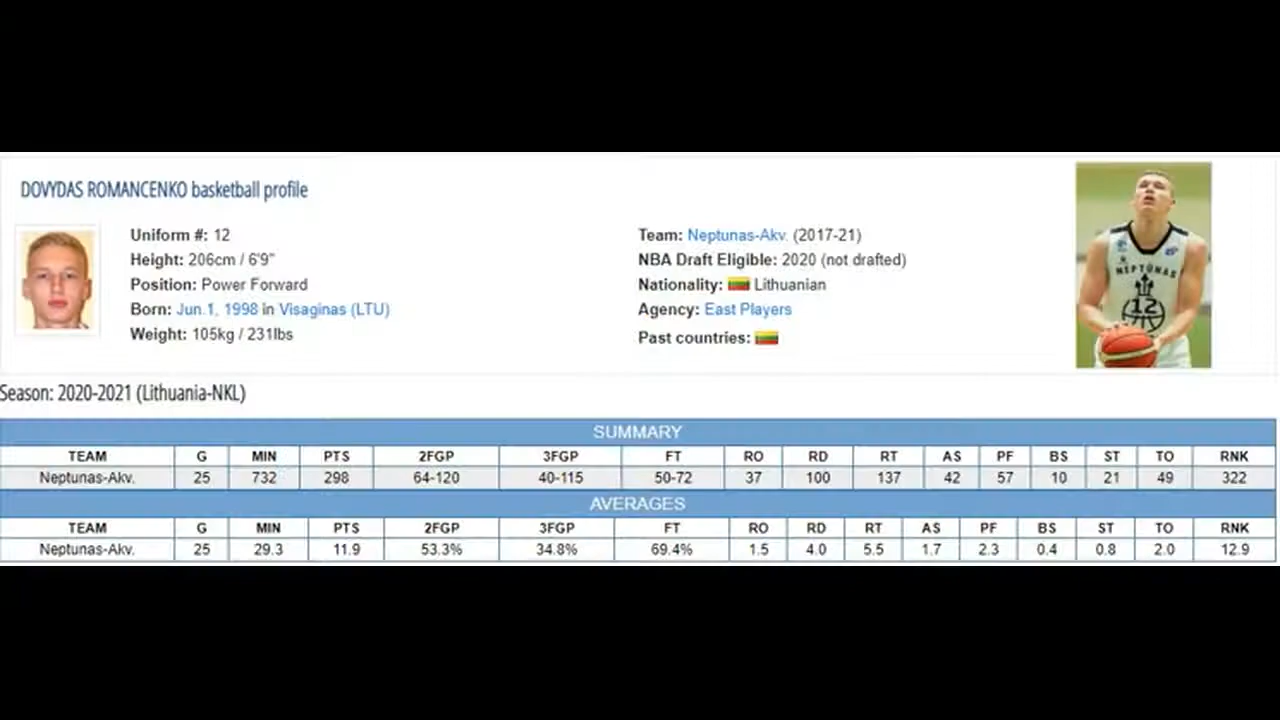 DOVYDAS ROMANCENKO basketball profile
Uniform #: 12
Height: 206cm / 6'9"
Position: Power Forward
Born: Jun.1, 1998 in Visaginas (LTU)
Weight: 105kg / 231lbs
Team: Neptunas-Akv. (2017-21)
NBA Draft Eligible: 2020 (not drafted)
Nationality: Lithuanian
Agency: East Players
Past countries:
NEPTŪNAS
12
Season: 2020-2021 (Lithuania-NKL)
SUMMARY
TEAM G MIN PTS 2FGP 3FGP FT RO RD RT AS PF BS ST TO RNK
Neptunas-Akv. 25 732 298 64-120 40-115 50-72 37 100 137 42 57 10 21 49 322
AVERAGES
TEAM G MIN PTS 2FGP 3FGP FT RO RD RT AS PF BS ST TO RNK
Neptunas-Akv. 25 29.3 11.9 53.3% 34.8% 69.4% 1.5 4.0 5.5 1.7 2.3 0.4 0.8 2.0 12.9